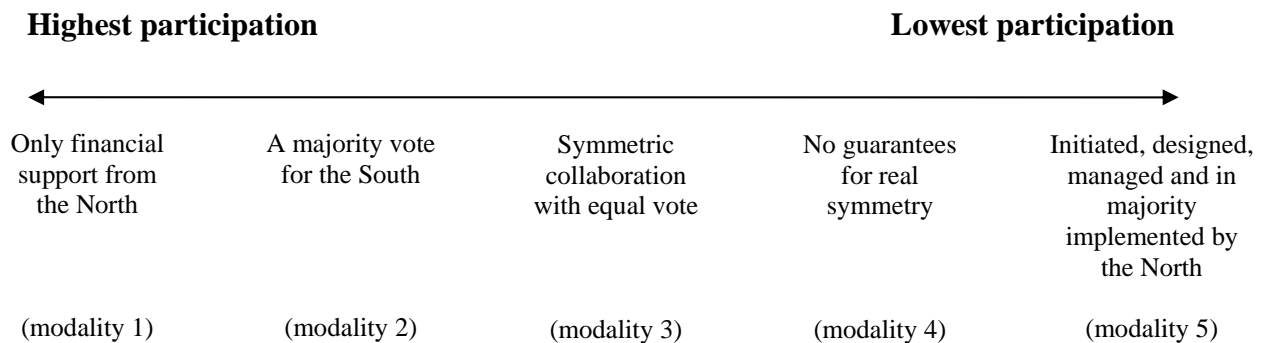 Highest participation
Lowest participation
Only financial
support from
the North
A majority vote
for the South
Symmetric
collaboration
with equal vote
No guarantees
for real
symmetry
Initiated, designed,
managed and in
majority
implemented by
the North
(modality 1)
(modality 2)
(modality 3)
(modality 4)
(modality 5)